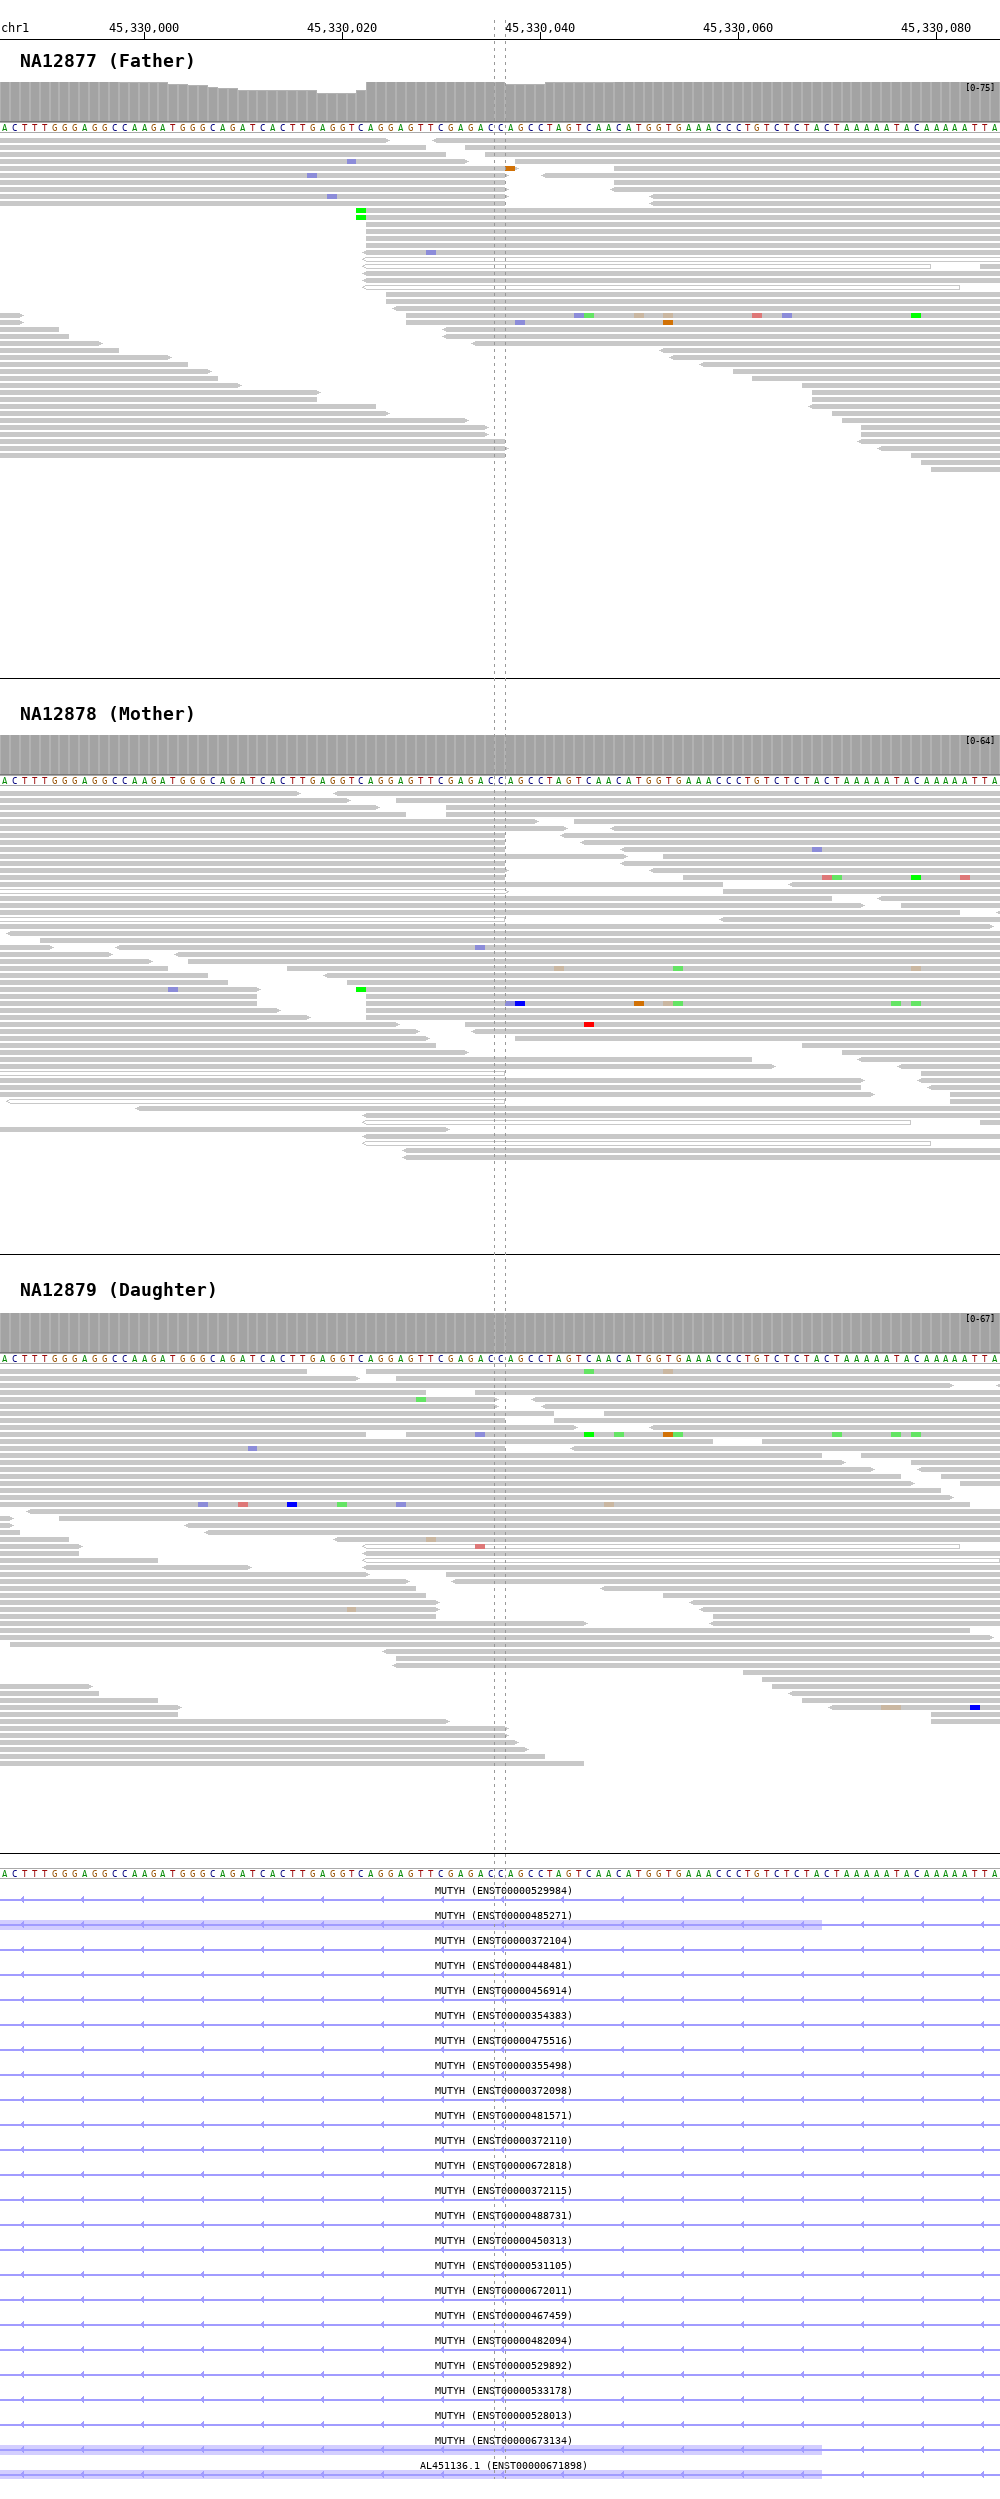 chr1 45,330,000 45,330,020 45,330,040 45,330,060 45,330,080
NA12877 (Father)
[0-75]
ACTTTGGGAGGCCAAGATGGGCAGATCACTTGAGGTCAGGAGTTCGAGACCAGCCTAGTCAACATGGTGAAACCCTGTCTCTACTAAAAATACAAAAATTA
NA12878 (Mother)
[0-64]
ACTTTGGGAGGCCAAGATGGGCAGATCACTTGAGGTCAGGAGTTCGAGACCAGCCTAGTCAACATGGTGAAACCCTGTCTCTACTAAAAATACAAAAATTA
NA12879 (Daughter)
[0-67]
ACTTTGGGAGGCCAAGATGGGCAGATCACTTGAGGTCAGGAGTTCGAGACCAGCCTAGTCAACATGGTGAAACCCTGTCTCTACTAAAAATACAAAAATTA
ACTTTGGGAGGCCAAGATGGGCAGATCACTTGAGGTCAGGAGTTCGAGACCAGCCTAGTCAACATGGTGAAACCCTGTCTCTACTAAAAATACAAAAATTA
MUTYH (ENST00000529984)
MUTYH (ENST00000485271)
MUTYH (ENST00000372104)
MUTYH (ENST00000448481)
MUTYH (ENST00000456914)
MUTYH (ENST00000354383)
MUTYH (ENST00000475516)
MUTYH (ENST00000355498)
MUTYH (ENST00000372098)
MUTYH (ENST00000481571)
MUTYH (ENST00000372110)
MUTYH (ENST00000672818)
MUTYH (ENST00000372115)
MUTYH (ENST00000488731)
MUTYH (ENST00000450313)
MUTYH (ENST00000531105)
MUTYH (ENST00000672011)
MUTYH (ENST00000467459)
MUTYH (ENST00000482094)
MUTYH (ENST00000529892)
MUTYH (ENST00000533178)
MUTYH (ENST00000528013)
MUTYH (ENST00000673134)
AL451136.1 (ENST00000671898)